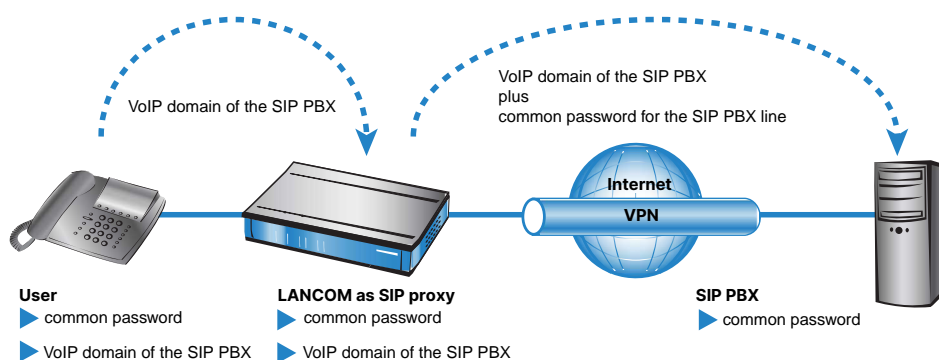 VoIP domain of the SIP PBX
VoIP domain of the SIP PBX
plus
common password for the SIP PBX line
Internet
VPN
User
common password
VoIP domain of the SIP PBX
LANCOM as SIP proxy
common password
VoIP domain of the SIP PBX
SIP PBX
common password